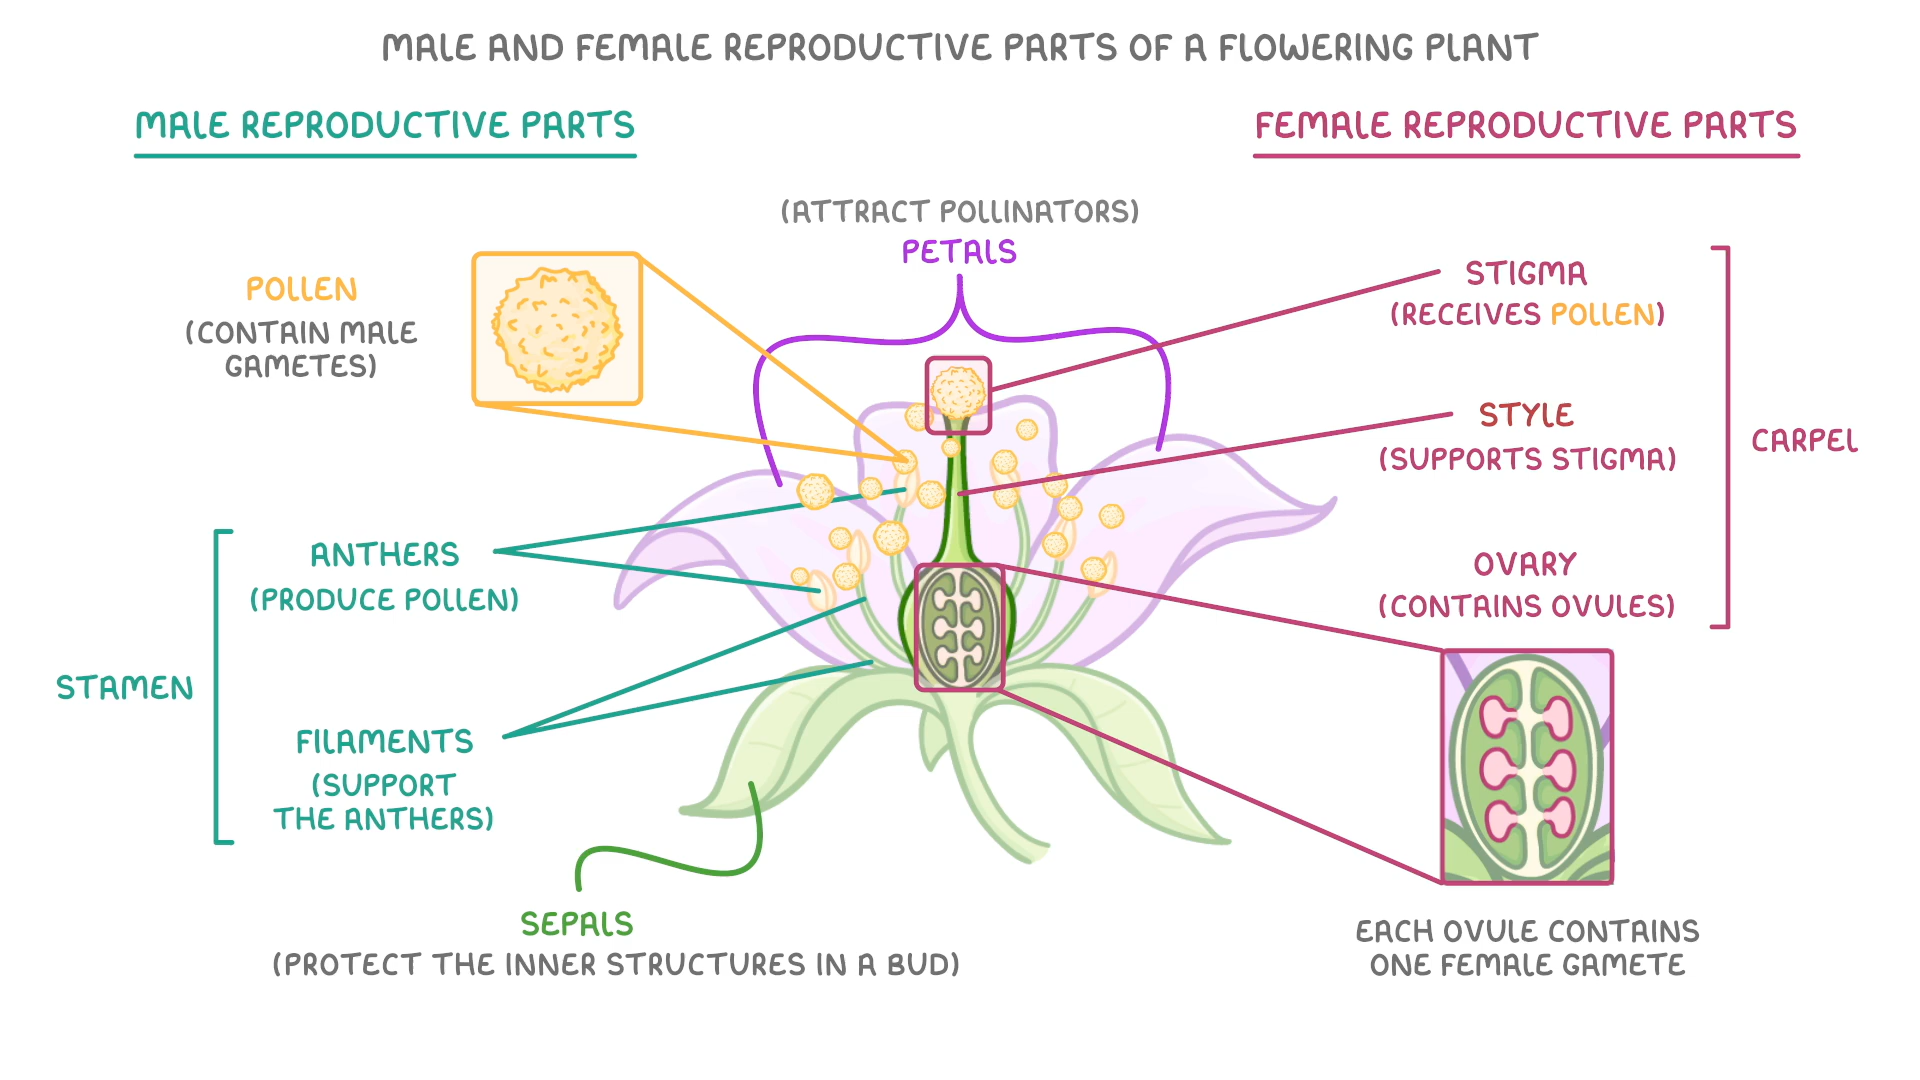 MALE AND FEMALE REPRODUCTIVE PARTS OF A FLOWERING PLANT
MALE REPRODUCTIVE PARTS
FEMALE REPRODUCTIVE PARTS
(ATTRACT POLLINATORS)
PETALS
POLLEN
(CONTAIN MALE
GAMETES)
STIGMA
(RECEIVES POLLEN)
STYLE
(SUPPORTS STIGMA)
CARPEL
OVARY
(CONTAINS OVULES)
ANTHERS
(PRODUCE POLLEN)
STAMEN
FILAMENTS
(SUPPORT
THE ANTHERS)
SEPALS
(PROTECT THE INNER STRUCTURES IN A BUD)
EACH OVULE CONTAINS
ONE FEMALE GAMETE